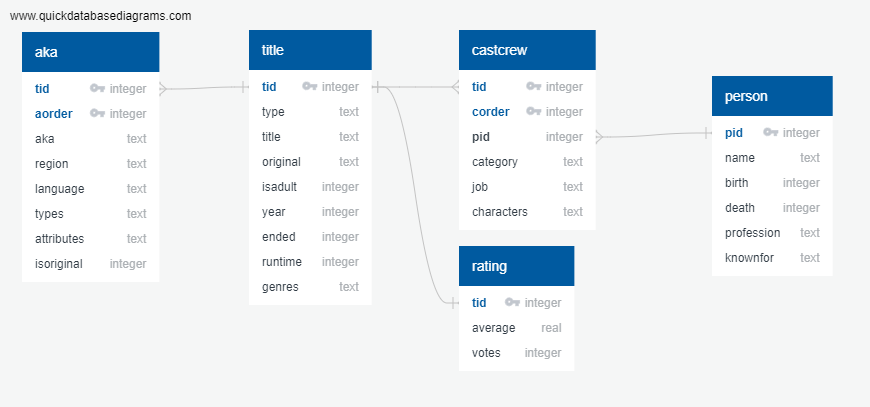 www.quickdatabasediagrams.com
aka
tid integer
aorder integer
aka text
region text
language text
types text
attributes text
isoriginal integer
title
tid integer
type text
title text
original text
isadult integer
year integer
ended integer
runtime integer
genres text
castcrew
tid integer
corder integer
pid integer
category text
job text
characters text
rating
tid integer
average real
votes integer
person
pid integer
name text
birth integer
death integer
profession text
knownfor text